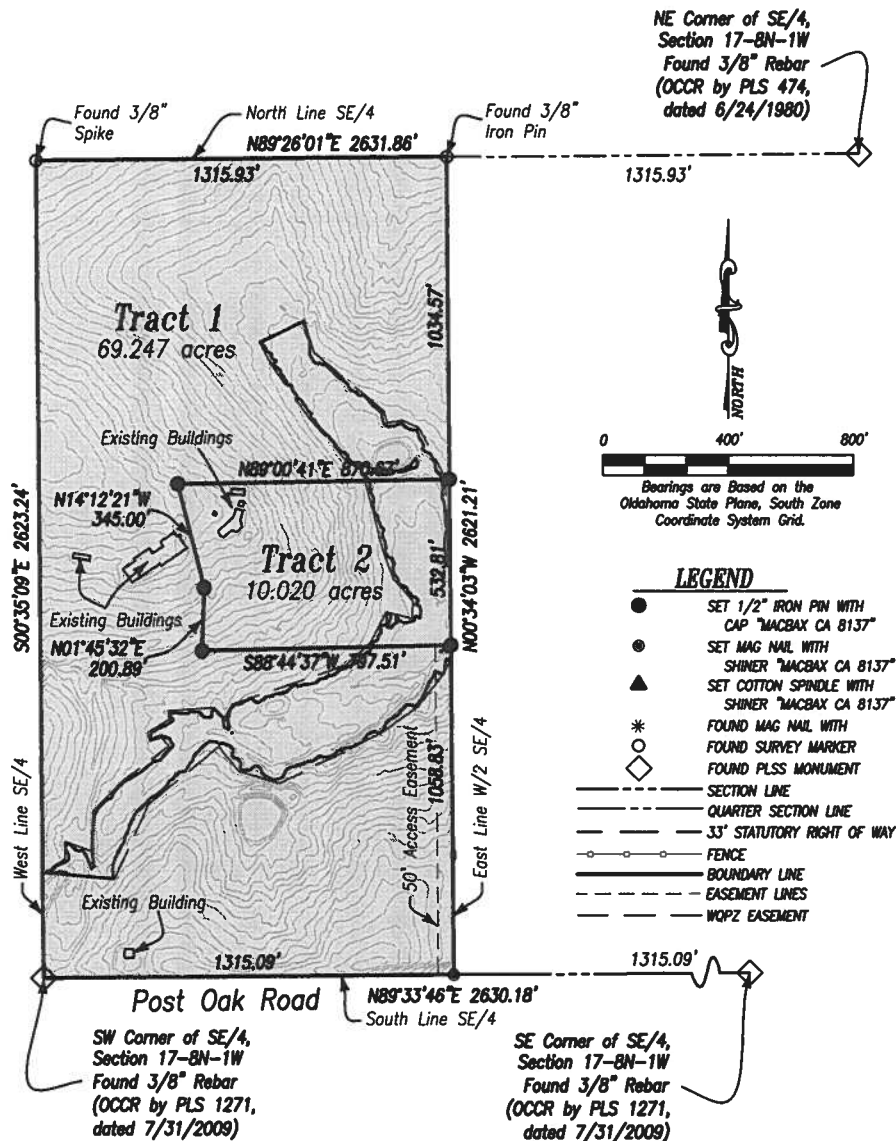 NE Corner of SE/4,
Section 17-8N-1W
Found 3/8" Rebar
(OCCR by PLS 474,
dated 6/24/1980)
Found 3/8"
Spike
North Line SE/4
Found 3/8"
Iron Pin
N89°26'01"E 2631.86'
1315.93'
1315.93'
Tract 1
69.247 acres
1034.57'
NORTH
0 400' 800'
Bearings are Based on the
Oklahoma State Plane, South Zone
Coordinate System Grid.
Existing Buildings
N89°00'41"E 870.63'
N14°12'21"W
345.00'
Tract 2
10.020 acres
532.81'
N00°34'03"W 2621.21'
S00°35'09"E 2623.24'
Existing Buildings
N01°45'32"E
200.89'
S88°44'37"W 797.51'
LEGEND
SET 1/2" IRON PIN WITH
CAP "MACBAX CA 8137"
SET MAG NAIL WITH
SHINER "MACBAX CA 8137"
SET COTTON SPINDLE WITH
SHINER "MACBAX CA 8137"
FOUND MAG NAIL WITH
FOUND SURVEY MARKER
FOUND PLSS MONUMENT
SECTION LINE
QUARTER SECTION LINE
33' STATUTORY RIGHT OF WAY
FENCE
BOUNDARY LINE
EASEMENT LINES
WQPZ EASEMENT
West Line SE/4
50' Access Easement
1058.83'
East Line W/2 SE/4
Existing Building
1315.09'
1315.09'
N89°33'46"E 2630.18'
Post Oak Road
South Line SE/4
SW Corner of SE/4,
Section 17-8N-1W
Found 3/8" Rebar
(OCCR by PLS 1271,
dated 7/31/2009)
SE Corner of SE/4,
Section 17-8N-1W
Found 3/8" Rebar
(OCCR by PLS 1271,
dated 7/31/2009)